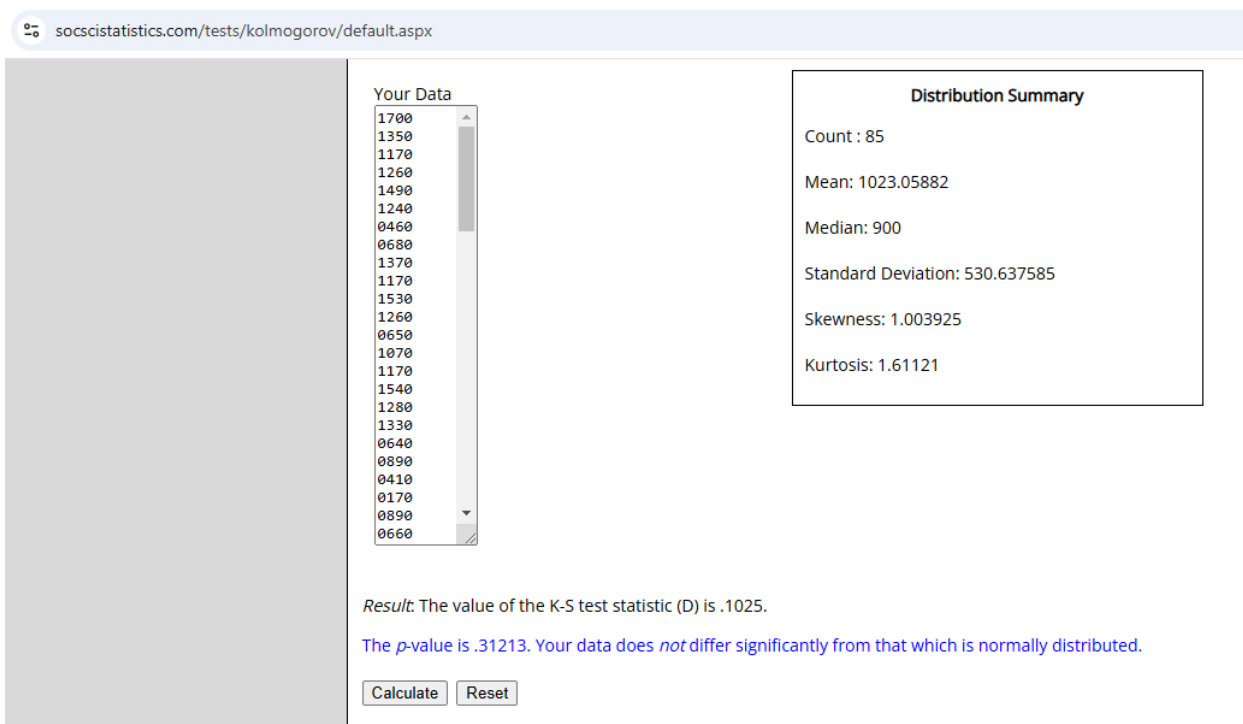 socscistatistics.com/tests/kolmogorov/default.aspx
Your Data
1700
1350
1170
1260
1490
1240
0460
0680
1370
1170
1530
1260
0650
1070
1170
1540
1280
1330
0640
0890
0410
0170
0890
0660
Distribution Summary
Count : 85
Mean: 1023.05882
Median: 900
Standard Deviation: 530.637585
Skewness: 1.003925
Kurtosis: 1.61121
Result: The value of the K-S test statistic (D) is .1025.
The p-value is .31213. Your data does not differ significantly from that which is normally distributed.
Calculate Reset